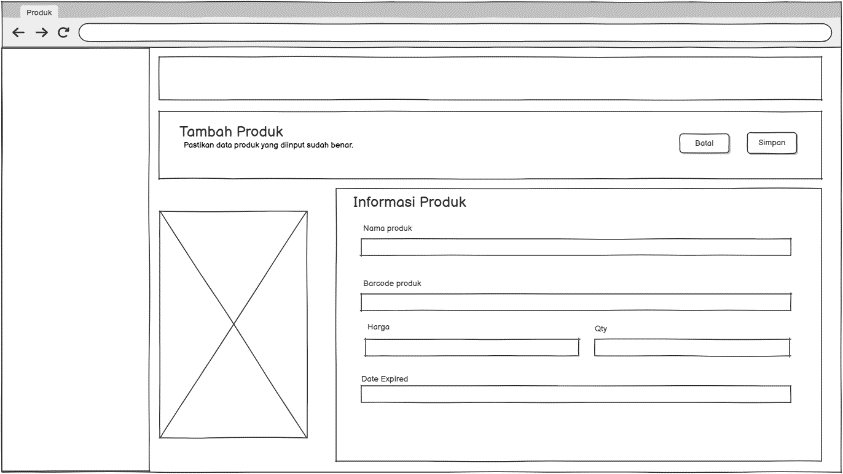 Produk
Tambah Produk
Pastikan data produk yang diinput sudah benar.
Batal
Simpan
Informasi Produk
Nama produk
Barcode produk
Harga
Qty
Date Expired